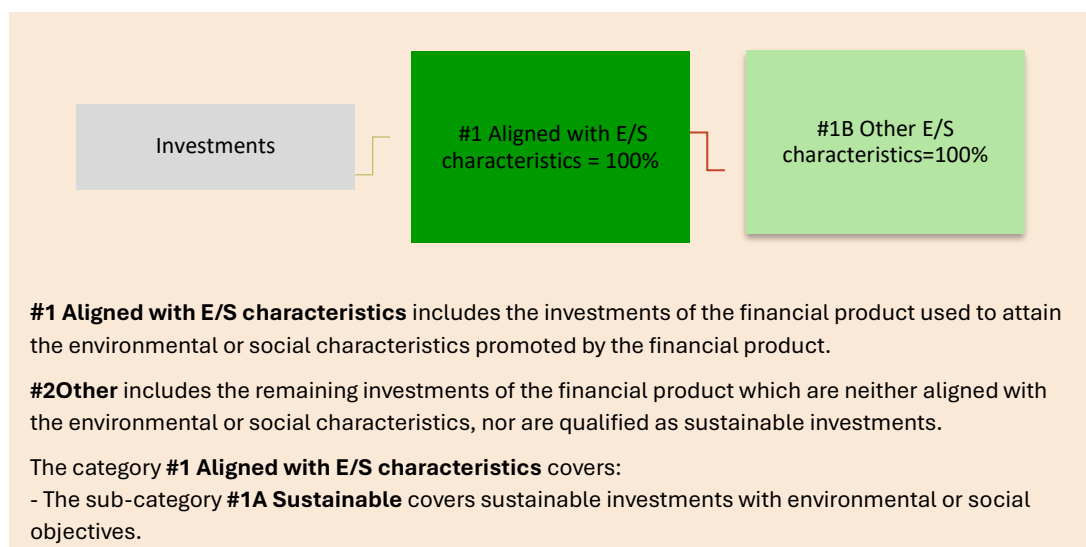 Investments
#1 Aligned with E/S
characteristics = 100%
#1B Other E/S
characteristics=100%
#1 Aligned with E/S characteristics includes the investments of the financial product used to attain
the environmental or social characteristics promoted by the financial product.
#2Other includes the remaining investments of the financial product which are neither aligned with
the environmental or social characteristics, nor are qualified as sustainable investments.
The category #1 Aligned with E/S characteristics covers:
- The sub-category #1A Sustainable covers sustainable investments with environmental or social
objectives.